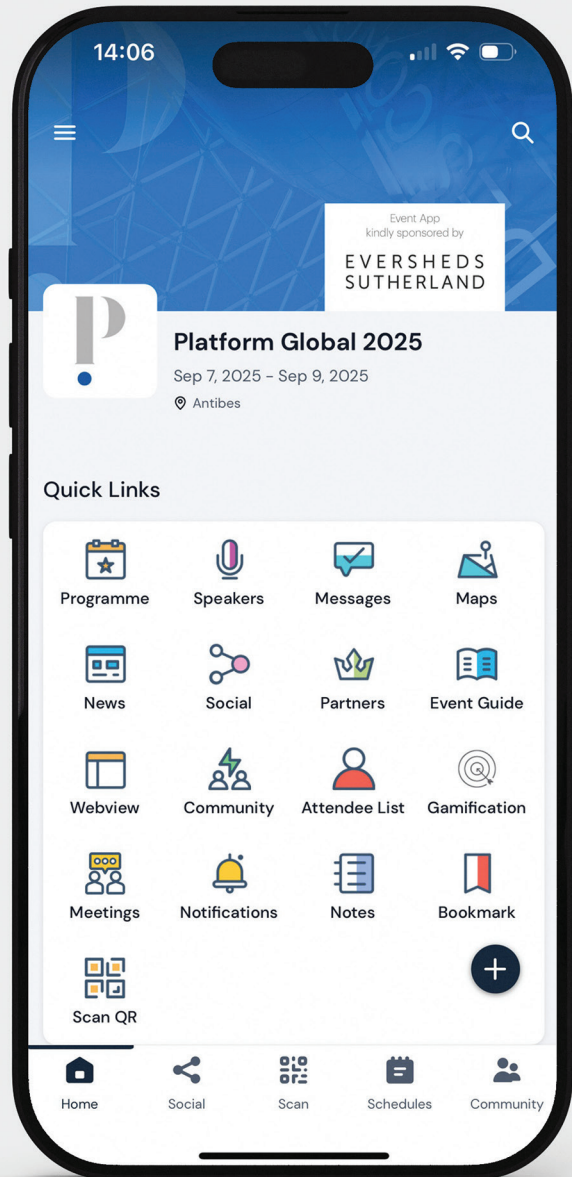 14:06
Event App
kindly sponsored by
EVERSHEDS
SUTHERLAND
P
Platform Global 2025
Sep 7, 2025 – Sep 9, 2025
Antibes
Quick Links
Programme Speakers Messages Maps
News Social Partners Event Guide
Webview Community Attendee List Gamification
Meetings Notifications Notes Bookmark
Scan QR
Home Social Scan Schedules Community